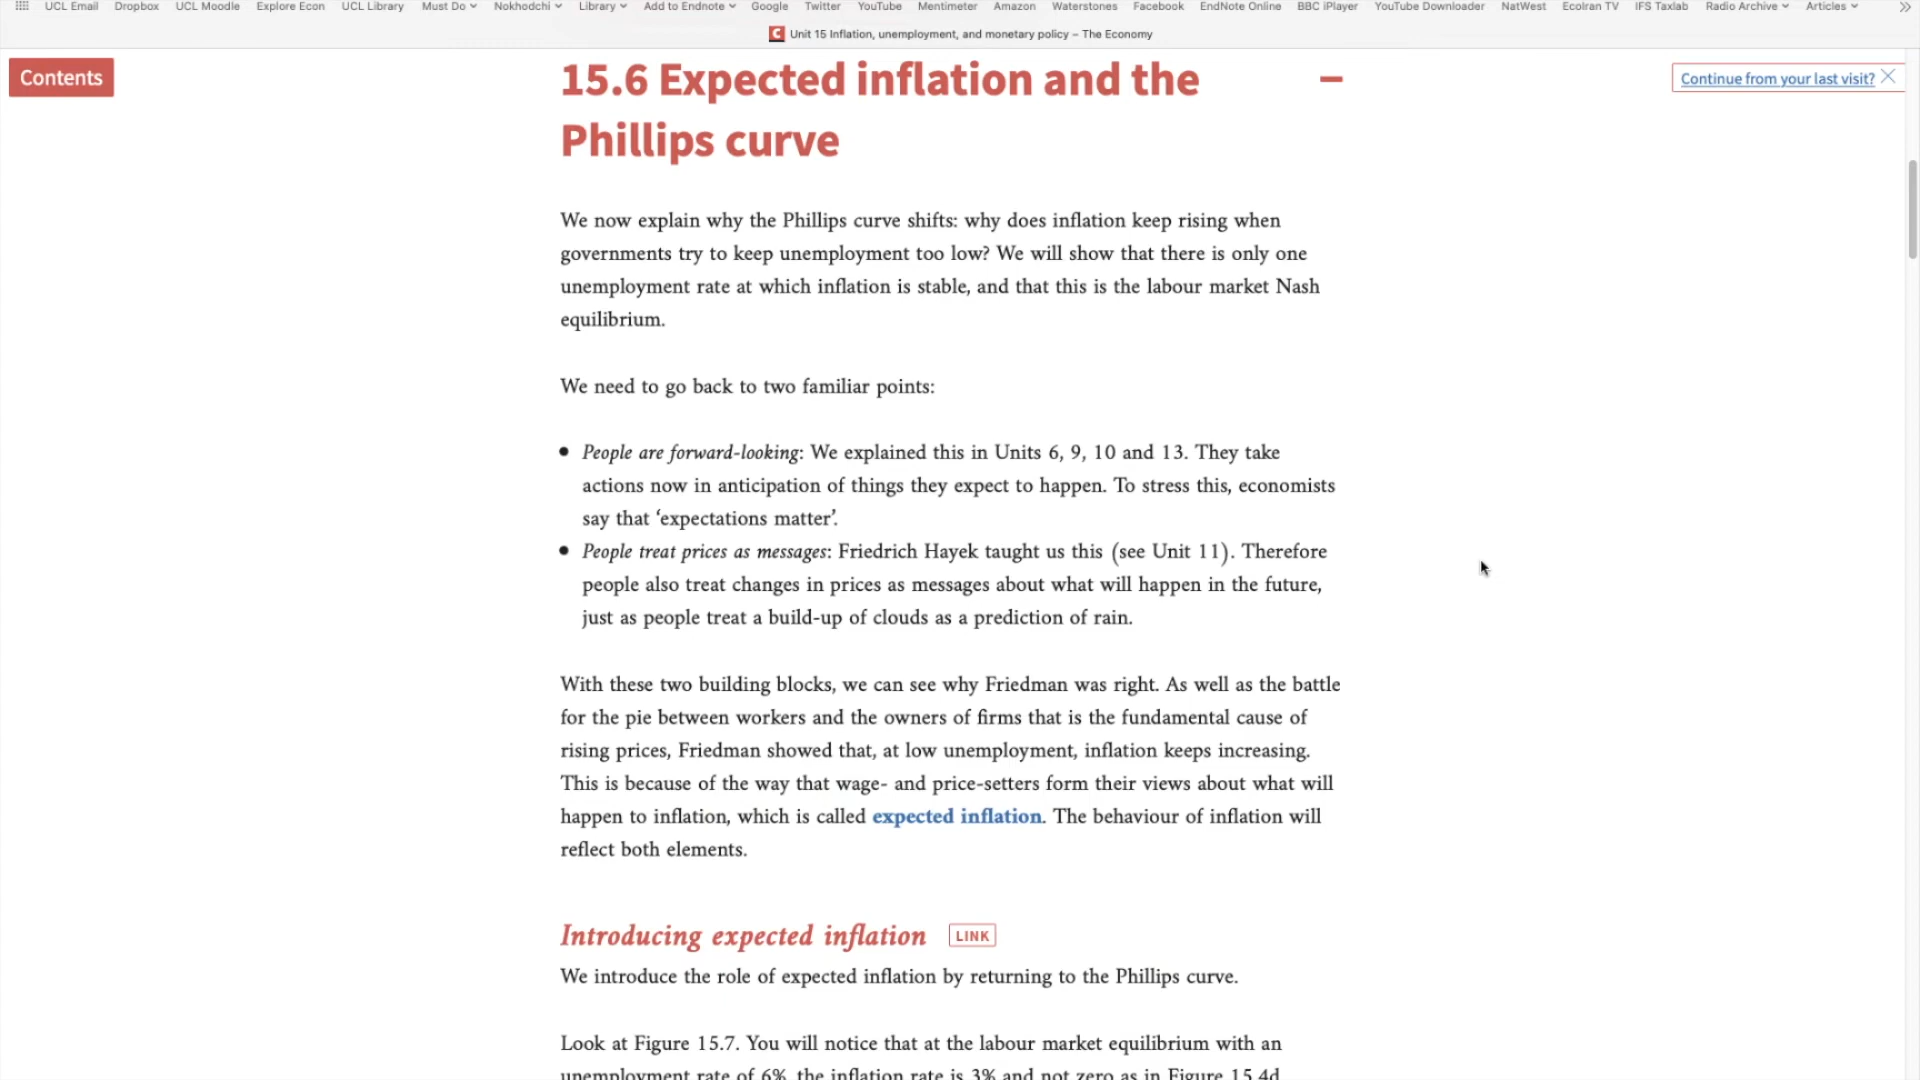 UCL Email Dropbox UCL Moodle Explore Econ UCL Library Must Do Nokhodchi Library Add to Endnote Google Twitter YouTube Mentimeter Amazon Waterstones Facebook EndNote Online BBC iPlayer YouTube Downloader NatWest EcoIran TV IFS Taxlab Radio Archive Articles
C Unit 15 Inflation, unemployment, and monetary policy – The Economy
Contents
Continue from your last visit?
15.6 Expected inflation and the
Phillips curve
We now explain why the Phillips curve shifts: why does inflation keep rising when
governments try to keep unemployment too low? We will show that there is only one
unemployment rate at which inflation is stable, and that this is the labour market Nash
equilibrium.
We need to go back to two familiar points:
• People are forward-looking: We explained this in Units 6, 9, 10 and 13. They take
actions now in anticipation of things they expect to happen. To stress this, economists
say that ‘expectations matter’.
• People treat prices as messages: Friedrich Hayek taught us this (see Unit 11). Therefore
people also treat changes in prices as messages about what will happen in the future,
just as people treat a build-up of clouds as a prediction of rain.
With these two building blocks, we can see why Friedman was right. As well as the battle
for the pie between workers and the owners of firms that is the fundamental cause of
rising prices, Friedman showed that, at low unemployment, inflation keeps increasing.
This is because of the way that wage- and price-setters form their views about what will
happen to inflation, which is called expected inflation. The behaviour of inflation will
reflect both elements.
Introducing expected inflation LINK
We introduce the role of expected inflation by returning to the Phillips curve.
Look at Figure 15.7. You will notice that at the labour market equilibrium with an
unemployment rate of 6%, the inflation rate is 3% and not zero as in Figure 15.4d